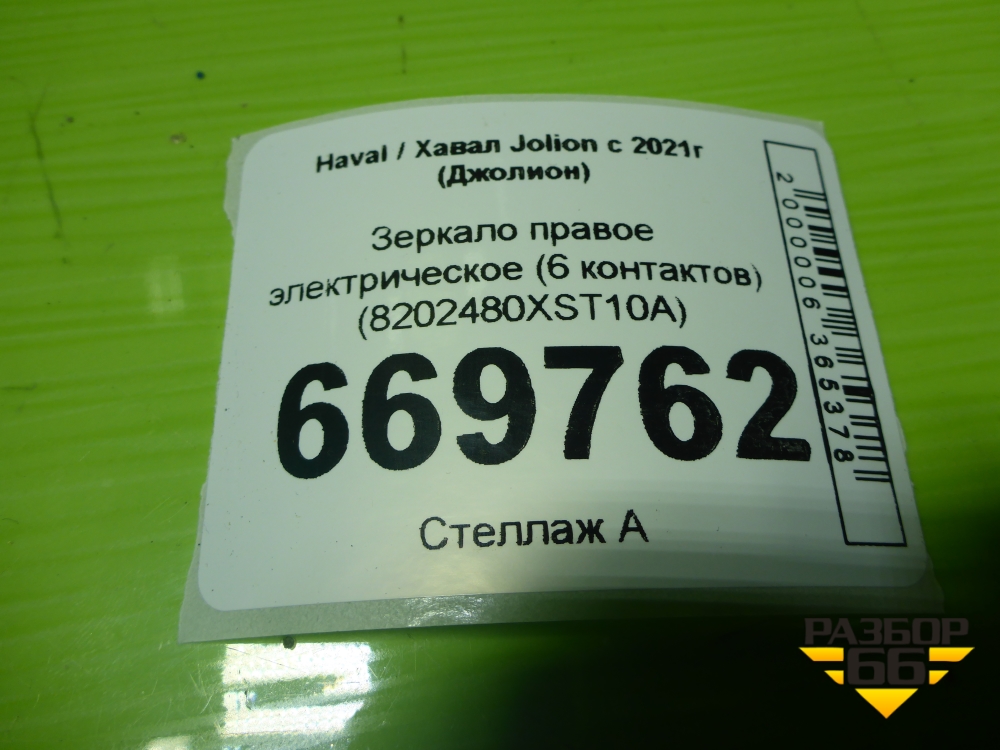 Haval / Хавал Jolion с 2021г
(Джолион)
Зеркало правое
электрическое (6 контактов)
(8202480XST10A)
669762
Стеллаж А
2000006365378
РАЗБОР
66